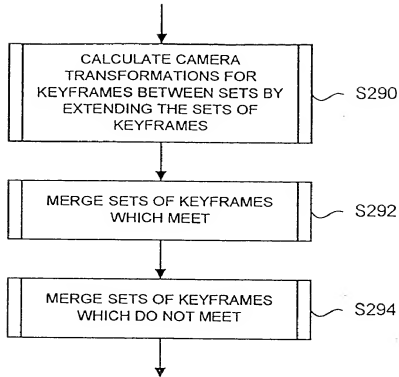 CALCULATE CAMERA
TRANSFORMATIONS FOR
KEYFRAMES BETWEEN SETS BY
EXTENDING THE SETS OF
KEYFRAMES
S290
MERGE SETS OF KEYFRAMES
WHICH MEET
S292
MERGE SETS OF KEYFRAMES
WHICH DO NOT MEET
S294